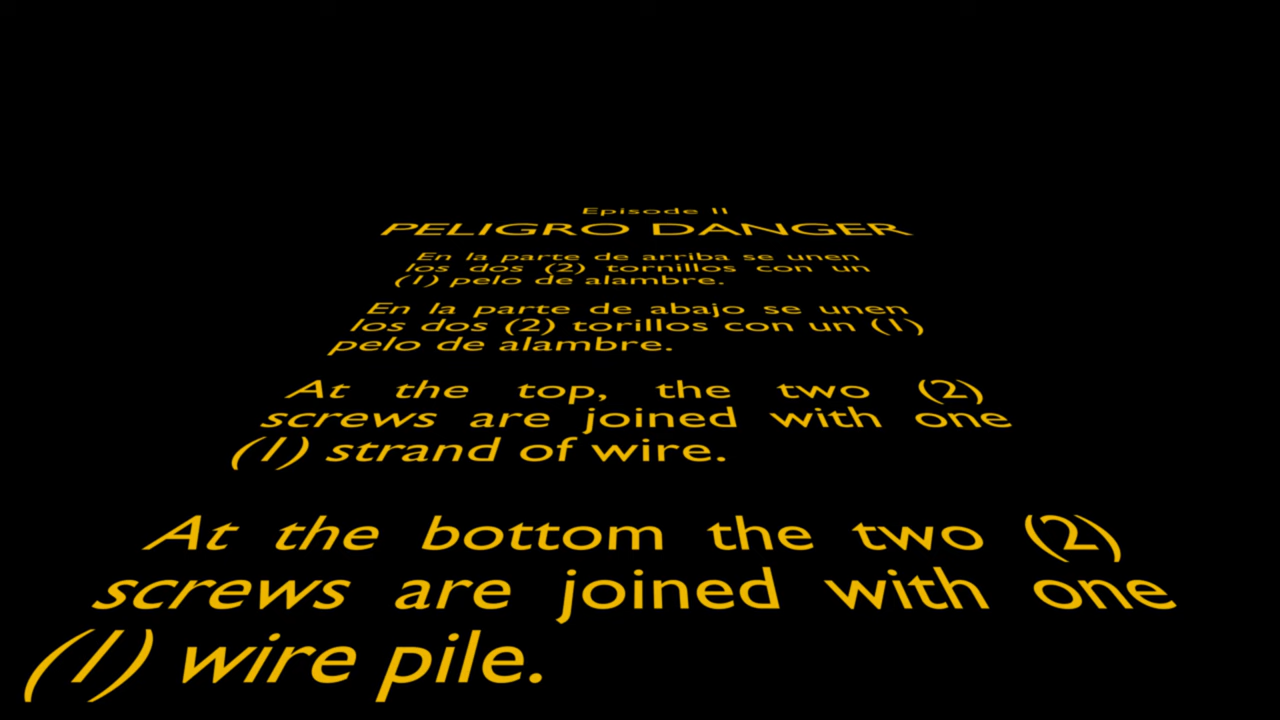 Episode II
PELIGRO DANGER
En la parte de arriba se unen
los dos (2) tornillos con un
(1) pelo de alambre.
En la parte de abajo se unen
los dos (2) torillos con un (1)
pelo de alambre.
At the top, the two (2)
screws are joined with one
(1) strand of wire.
At the bottom the two (2)
screws are joined with one
(1) wire pile.